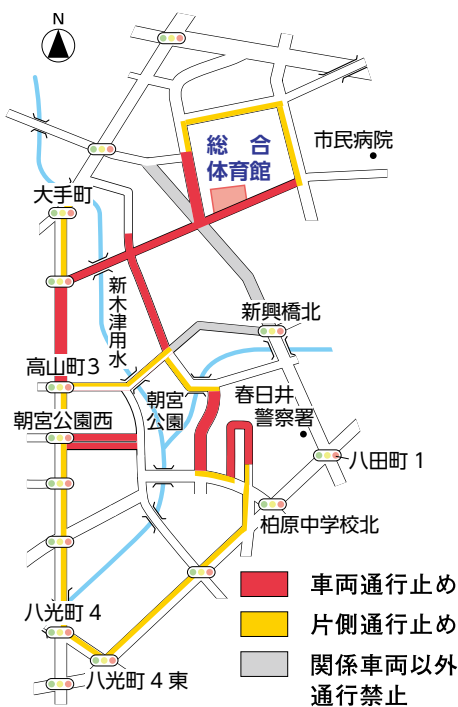 N
総合
体育館
市民病院
大手町
新木津用水
新興橋北
高山町3
朝宮
公園
春日井
警察署
朝宮公園西
八田町1
柏原中学校北
車両通行止め
八光町4
片側通行止め
八光町4東
関係車両以外
通行禁止